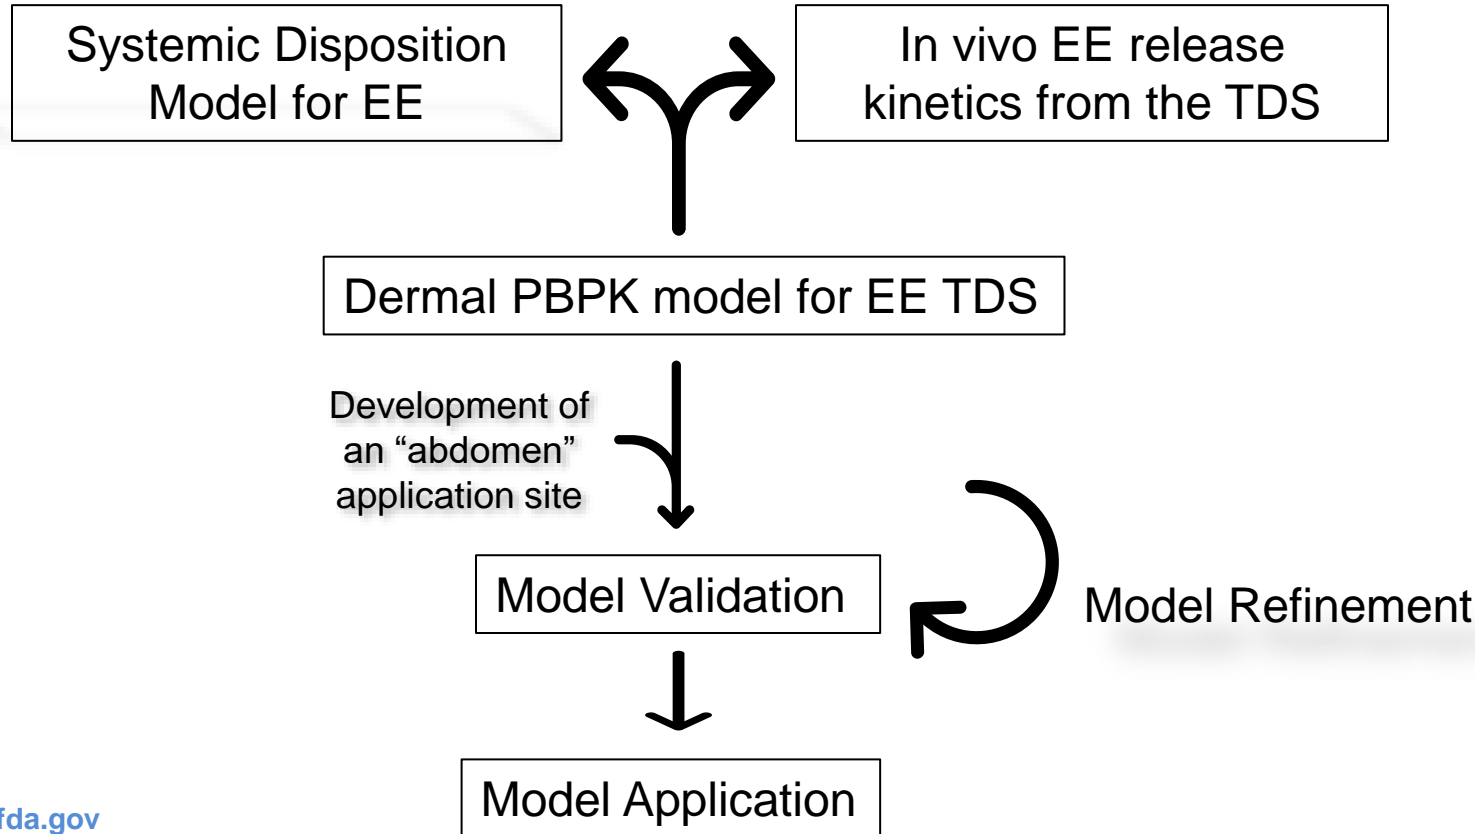 Systemic Disposition
Model for EE
In vivo EE release
kinetics from the TDS
Dermal PBPK model for EE TDS
Development of
an “abdomen”
application site
Model Validation
Model Refinement
Model Application
fda.gov